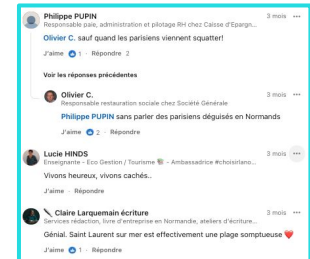 Philippe PUPIN 3 mois ...
Responsable paie, administration et pilotage RH chez Caisse d'Epargn...
Olivier C. sauf quand les parisiens viennent squatter!
J'aime 1 · Répondre 2
Voir les réponses précédentes
Olivier C. 3 mois ...
Responsable restauration sociale chez Société Générale
Philippe PUPIN sans parler des parisiens déguisés en Normands
J'aime 2 · Répondre
Lucie HINDS 3 mois ...
Enseignante - Eco Gestion / Tourisme - Ambassadrice #choisirlano...
Vivons heureux, vivons cachés..
J'aime · Répondre
Claire Larquemain écriture 3 mois ...
Services rédaction, livre d'entreprise en Normandie, ateliers d'écriture...
Génial. Saint Laurent sur mer est effectivement une plage somptueuse ❤️
J'aime 1 · Répondre